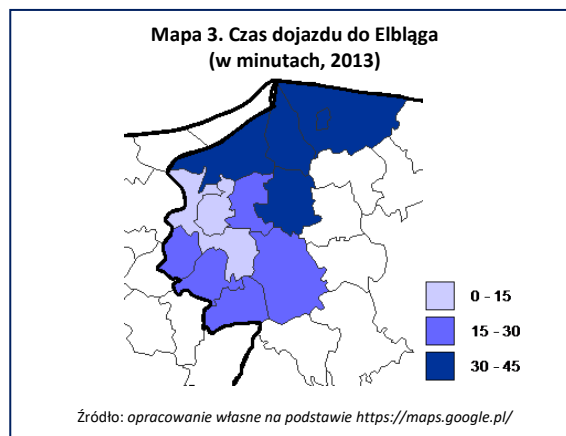 Mapa 3. Czas dojazdu do Elbląga
(w minutach, 2013)
0 - 15
15 - 30
30 - 45
Źródło: opracowanie własne na podstawie https://maps.google.pl/